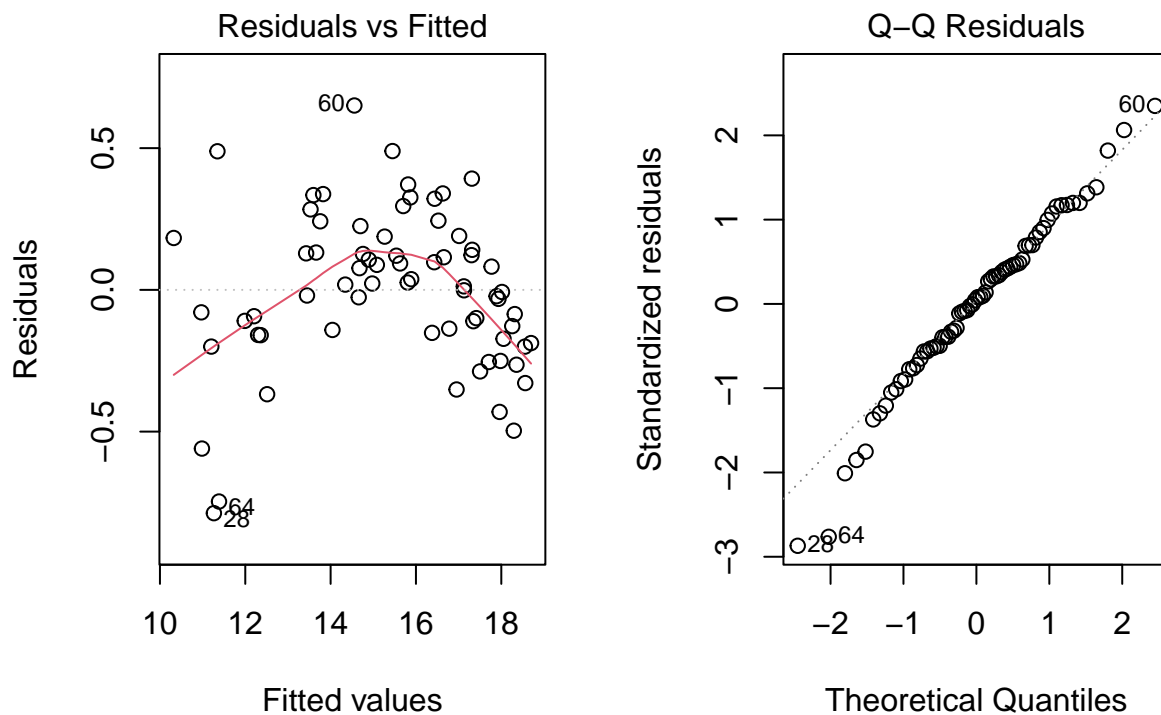 Residuals vs Fitted
Residuals
0.5
0.0
−0.5
60
64
28
10 12 14 16 18
Fitted values
Q−Q Residuals
Standardized residuals
2
1
0
−1
−2
−3
60
64
28
−2 −1 0 1 2
Theoretical Quantiles